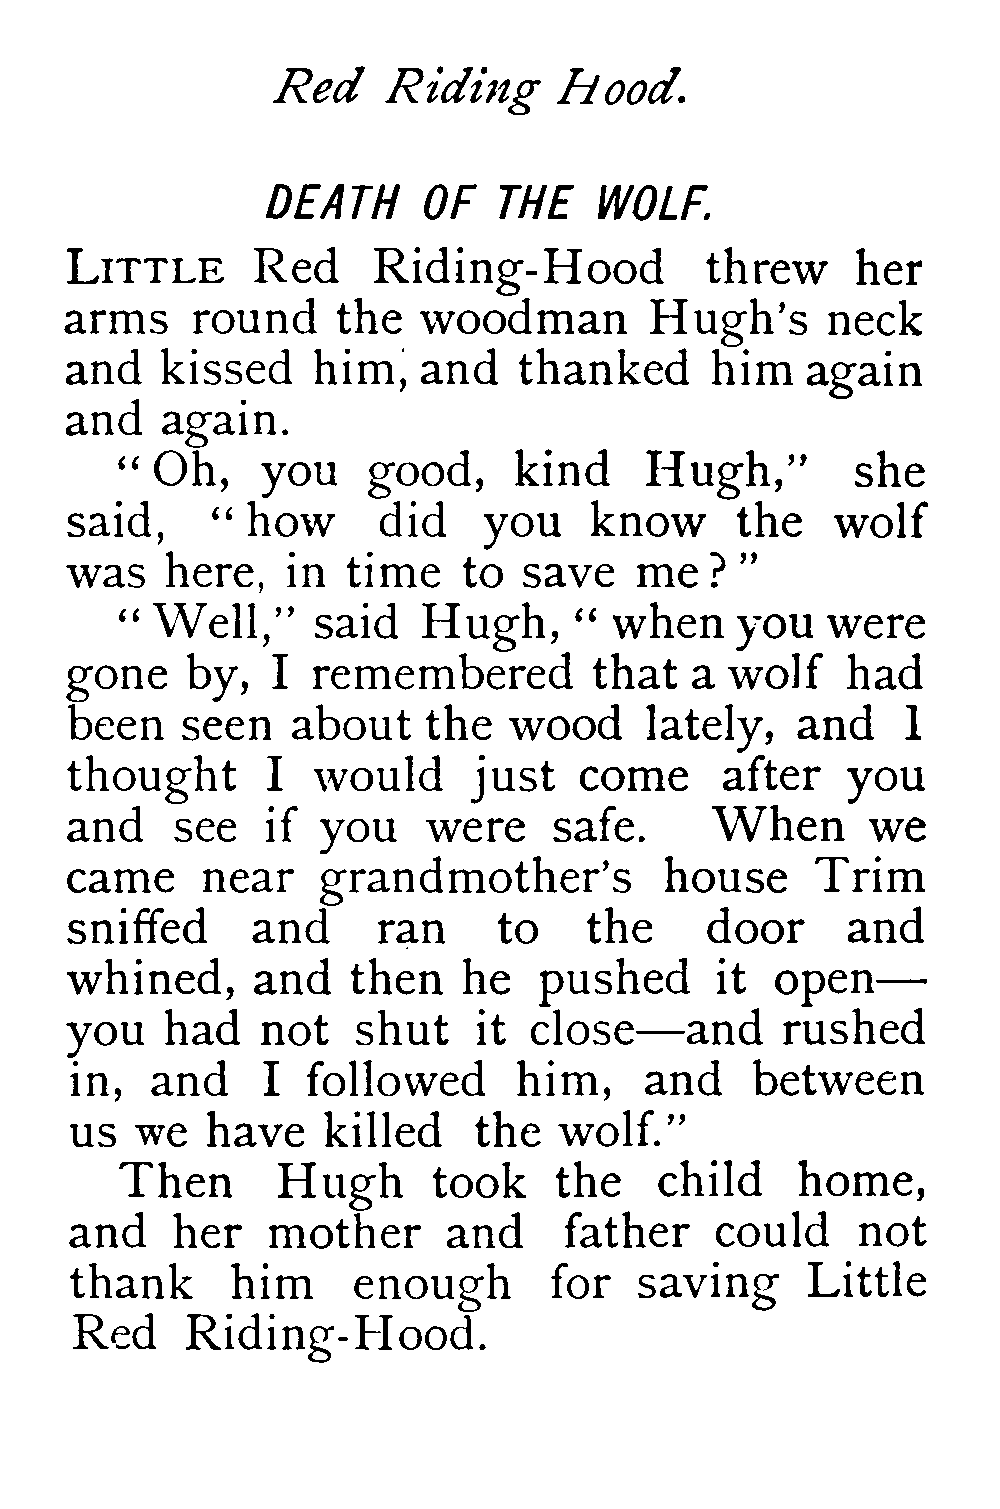 Red Riding Hood.
DEATH OF THE WOLF.
LITTLE Red Riding-Hood threw her
arms round the woodman Hugh's neck
and kissed him, and thanked him again
and again.
"Oh, you good, kind Hugh," she
said, "how did you know the wolf
was here, in time to save me?"
"Well," said Hugh, "when you were
gone by, I remembered that a wolf had
been seen about the wood lately, and I
thought I would just come after you
and see if you were safe. When we
came near grandmother's house Trim
sniffed and ran to the door and
whined, and then he pushed it open—
you had not shut it close—and rushed
in, and I followed him, and between
us we have killed the wolf."
Then Hugh took the child home,
and her mother and father could not
thank him enough for saving Little
Red Riding-Hood.